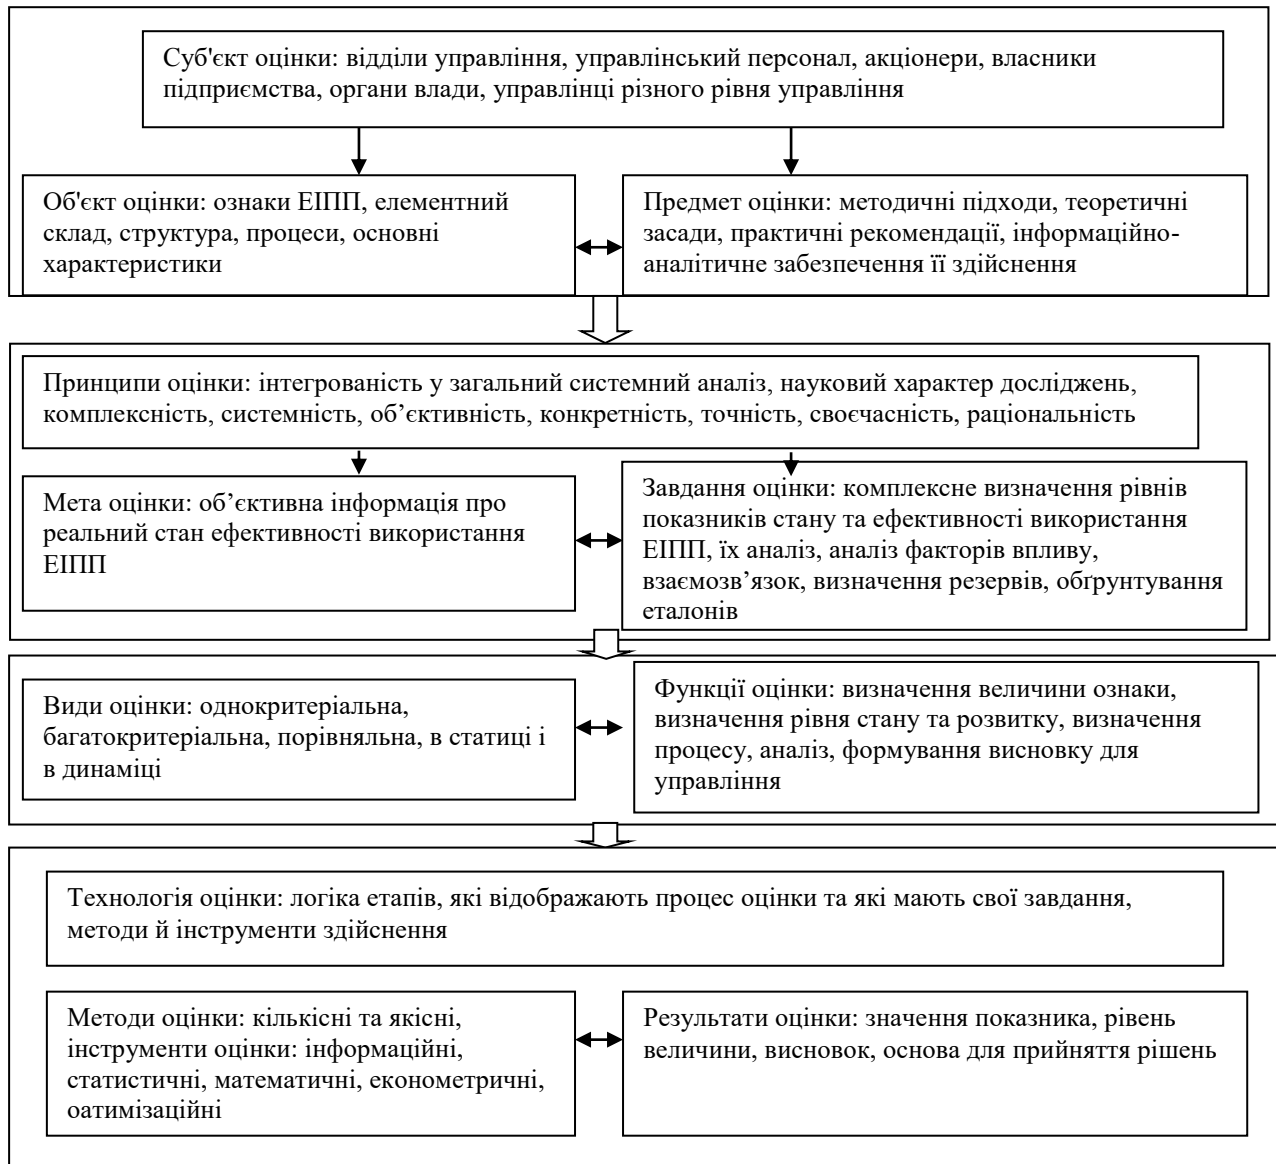 Суб'єкт оцінки: відділи управління, управлінський персонал, акціонери, власники
підприємства, органи влади, управлінці різного рівня управління
Об'єкт оцінки: ознаки ЕІПП, елементний
склад, структура, процеси, основні
характеристики
Предмет оцінки: методичні підходи, теоретичні
засади, практичні рекомендації, інформаційно-
аналітичне забезпечення її здійснення
Принципи оцінки: інтегрованість у загальний системний аналіз, науковий характер досліджень,
комплексність, системність, об’єктивність, конкретність, точність, своєчасність, раціональність
Мета оцінки: об’єктивна інформація про
реальний стан ефективності використання
ЕІПП
Завдання оцінки: комплексне визначення рівнів
показників стану та ефективності використання
ЕІПП, їх аналіз, аналіз факторів впливу,
взаємозв’язок, визначення резервів, обґрунтування
еталонів
Види оцінки: однокритеріальна,
багатокритеріальна, порівняльна, в статиці і
в динаміці
Функції оцінки: визначення величини ознаки,
визначення рівня стану та розвитку, визначення
процесу, аналіз, формування висновку для
управління
Технологія оцінки: логіка етапів, які відображають процес оцінки та які мають свої завдання,
методи й інструменти здійснення
Методи оцінки: кількісні та якісні,
інструменти оцінки: інформаційні,
статистичні, математичні, економетричні,
оатимізаційні
Результати оцінки: значення показника, рівень
величини, висновок, основа для прийняття рішень